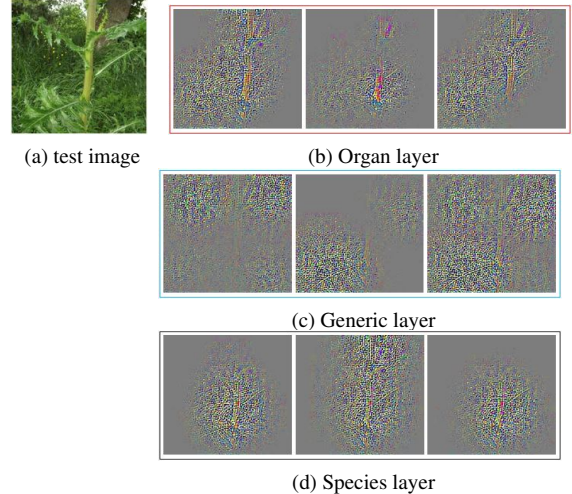 (a) test image
(b) Organ layer
(c) Generic layer
(d) Species layer